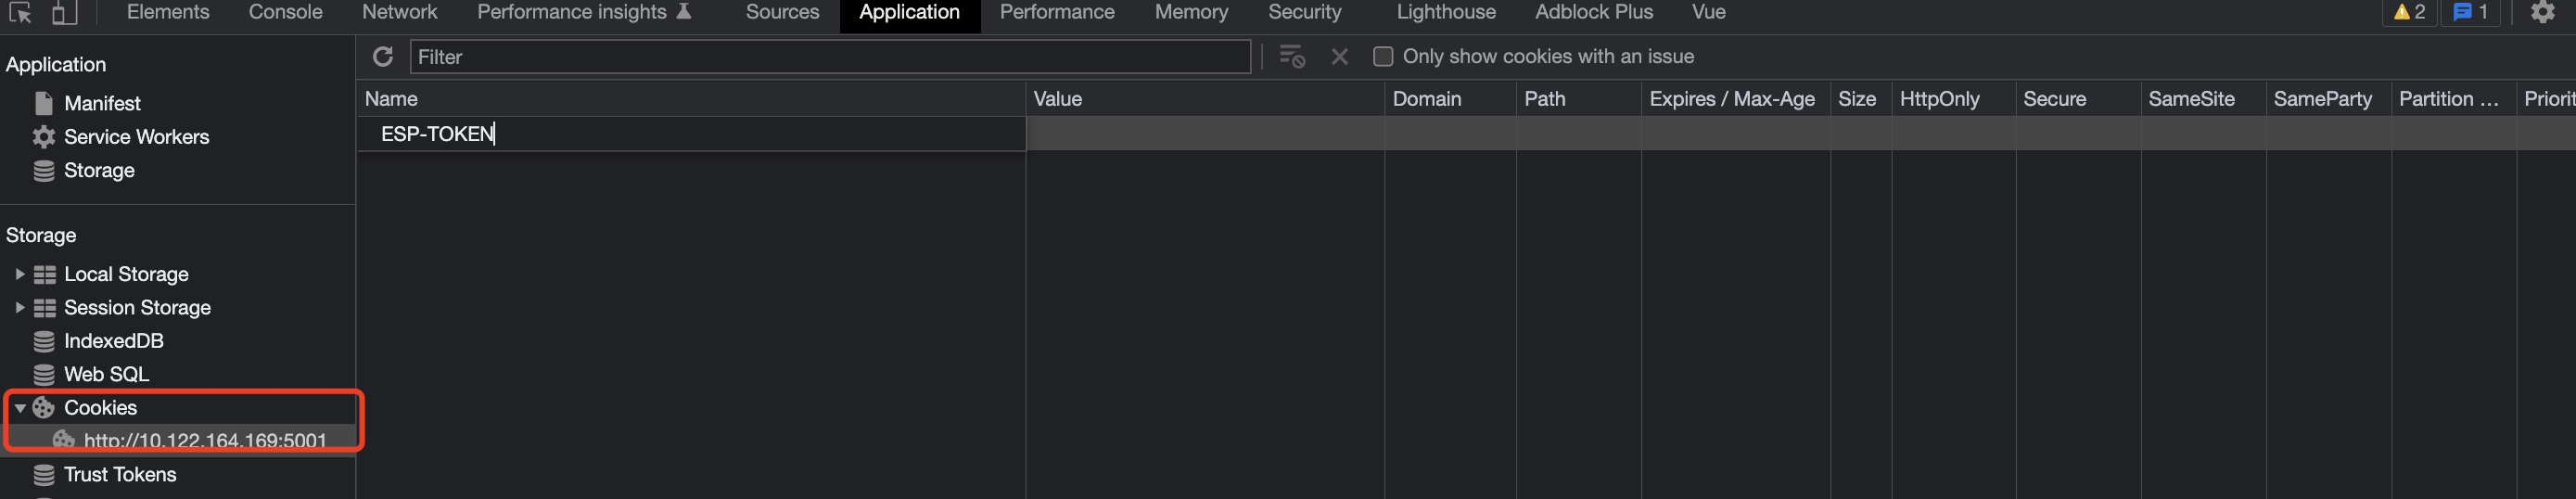 Elements Console Network Performance insights Sources Application Performance Memory Security Lighthouse Adblock Plus Vue 2 1
Filter Only show cookies with an issue
Application
Manifest
Service Workers
Storage
Storage
Local Storage
Session Storage
IndexedDB
Web SQL
Cookies
http://10.122.164.169:5001
Trust Tokens
Name Value Domain Path Expires / Max-Age Size HttpOnly Secure SameSite SameParty Partition ... Priorit
ESP-TOKEN